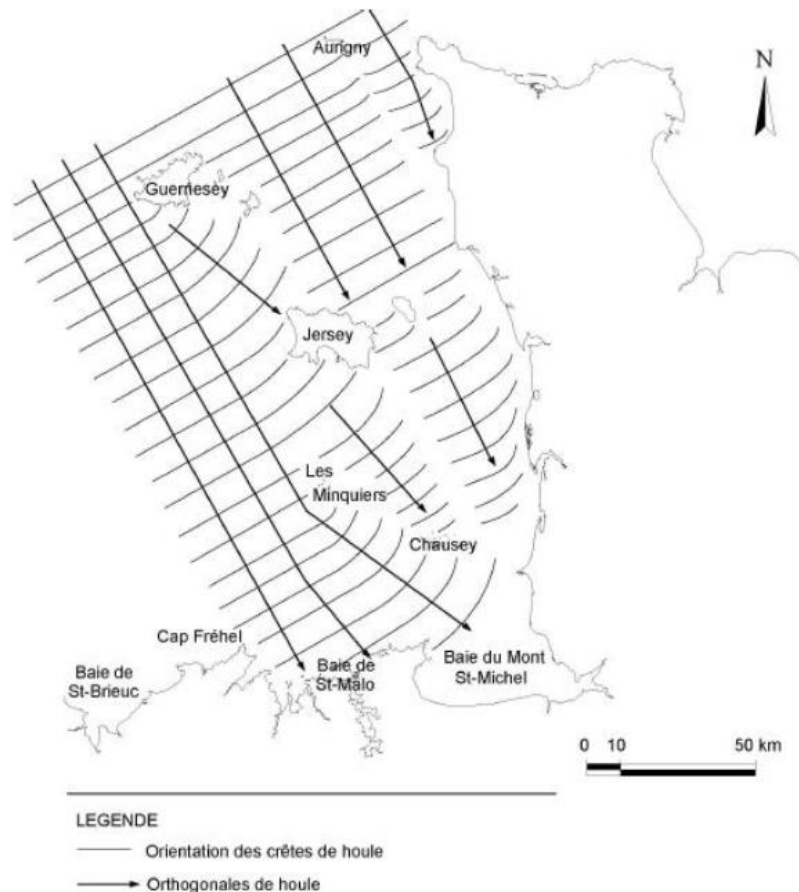 Aurigny
N
Guernesey
Jersey
Les
Minquiers
Chausey
Cap Fréhel
Baie de
St-Brieuc
Baie de
St-Malo
Baie du Mont
St-Michel
0 10 50 km
LEGENDE
Orientation des crêtes de houle
Orthogonales de houle